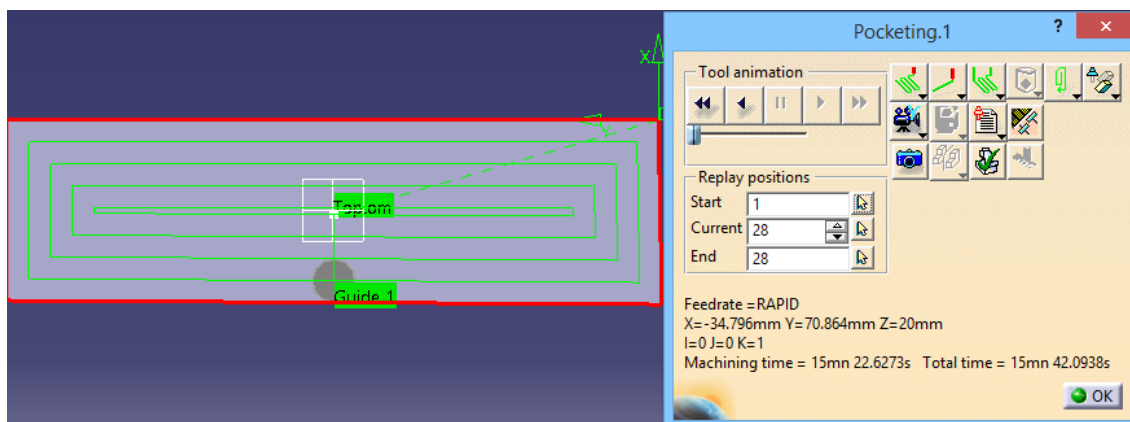 X
Y
Top.om
Guide 1
Pocketing.1
?
×
Tool animation
Replay positions
Start 1
Current 28
End 28
Feedrate =RAPID
X=-34.796mm Y=70.864mm Z=20mm
I=0 J=0 K=1
Machining time = 15mn 22.6273s Total time = 15mn 42.0938s
OK